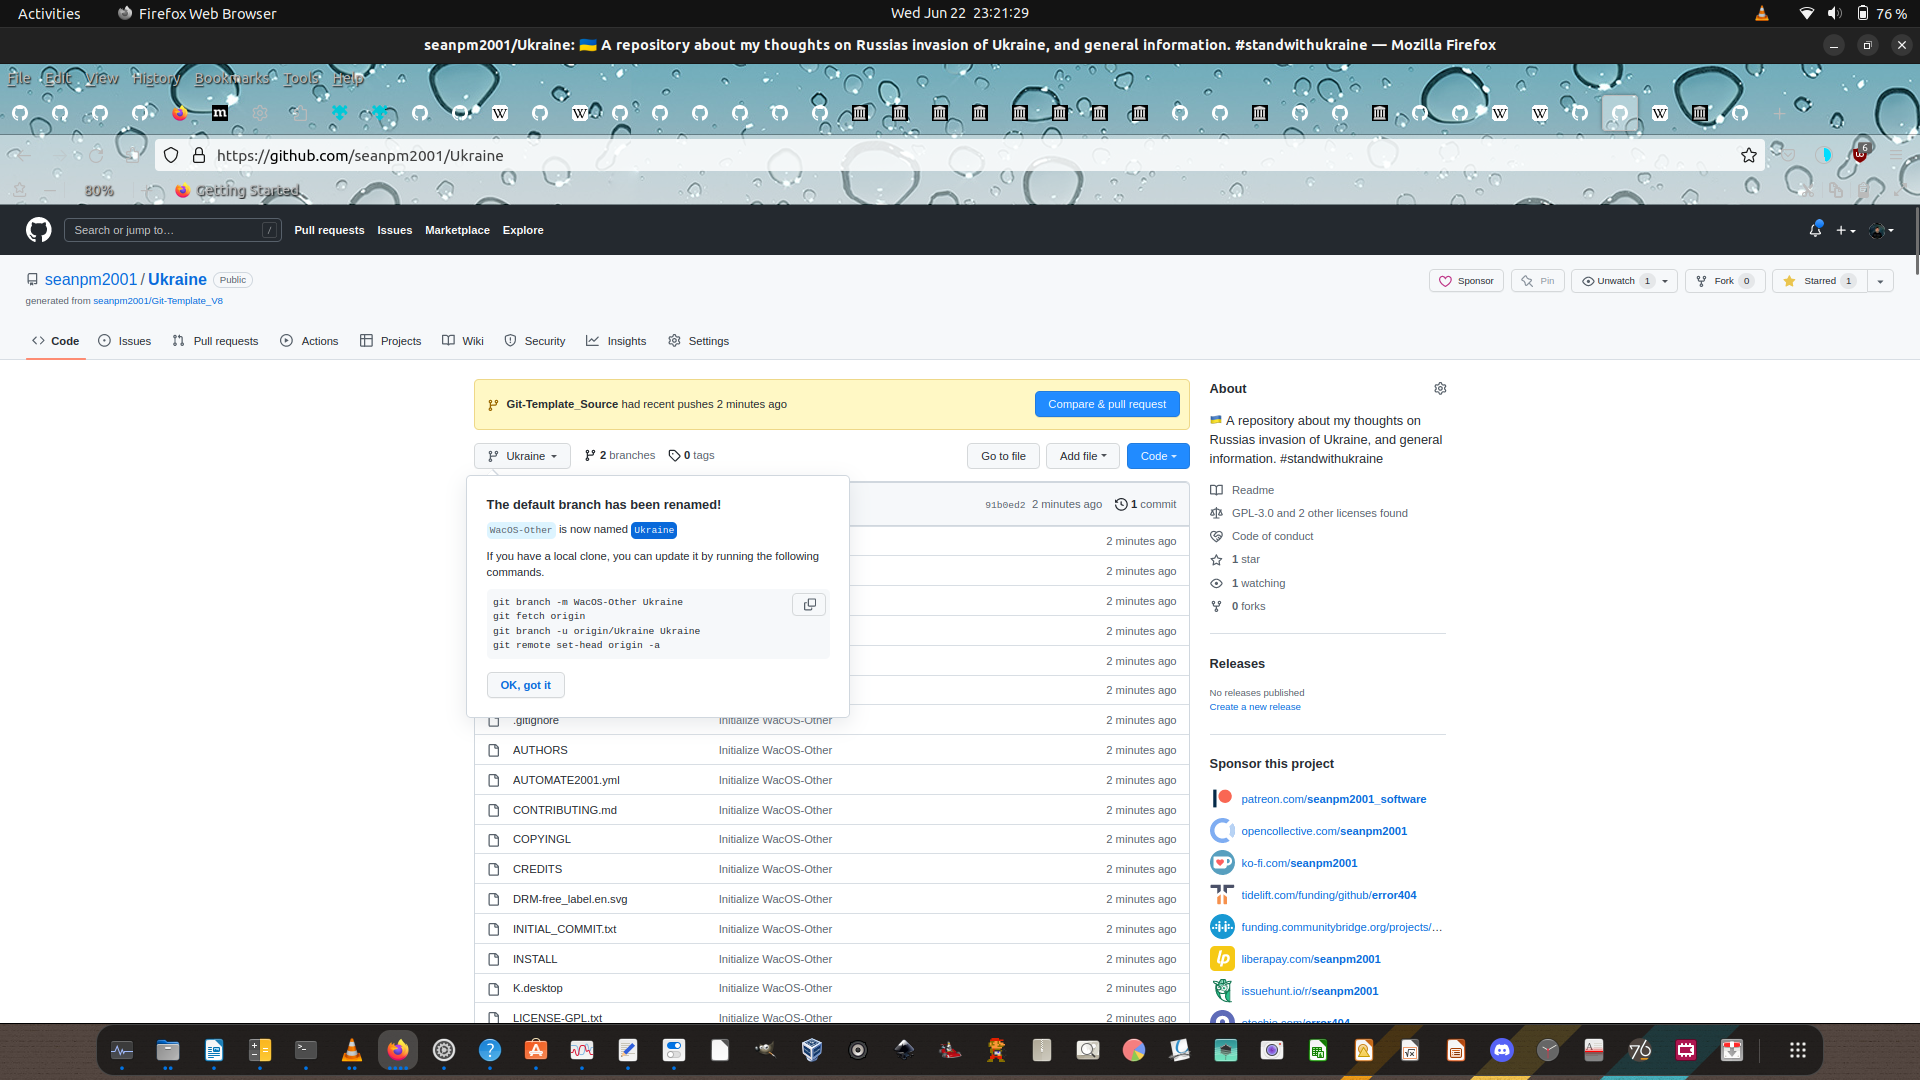 Activities
Firefox Web Browser
Wed Jun 22 23:21:29
76 %
seanpm2001/Ukraine: 🇺🇦 A repository about my thoughts on Russias invasion of Ukraine, and general information. #standwithukraine — Mozilla Firefox
File Edit View History Bookmarks Tools Help
https://github.com/seanpm2001/Ukraine
6
80%
Getting Started
Search or jump to…
/
Pull requests
Issues
Marketplace
Explore
seanpm2001 / Ukraine
Public
generated from seanpm2001/Git-Template_V8
Sponsor
Pin
Unwatch 1
Fork 0
Starred 1
Code
Issues
Pull requests
Actions
Projects
Wiki
Security
Insights
Settings
Git-Template_Source had recent pushes 2 minutes ago
Compare & pull request
Ukraine
2 branches
0 tags
Go to file
Add file
Code
The default branch has been renamed!
WacOS-Other is now named Ukraine
If you have a local clone, you can update it by running the following
commands.
git branch -m WacOS-Other Ukraine
git fetch origin
git branch -u origin/Ukraine Ukraine
git remote set-head origin -a
OK, got it
91b0ed2 2 minutes ago
1 commit
2 minutes ago
2 minutes ago
2 minutes ago
2 minutes ago
2 minutes ago
2 minutes ago
.gitignore Initialize WacOS-Other 2 minutes ago
AUTHORS Initialize WacOS-Other 2 minutes ago
AUTOMATE2001.yml Initialize WacOS-Other 2 minutes ago
CONTRIBUTING.md Initialize WacOS-Other 2 minutes ago
COPYINGL Initialize WacOS-Other 2 minutes ago
CREDITS Initialize WacOS-Other 2 minutes ago
DRM-free_label.en.svg Initialize WacOS-Other 2 minutes ago
INITIAL_COMMIT.txt Initialize WacOS-Other 2 minutes ago
INSTALL Initialize WacOS-Other 2 minutes ago
K.desktop Initialize WacOS-Other 2 minutes ago
LICENSE-GPL.txt Initialize WacOS-Other 2 minutes ago
About
🇺🇦 A repository about my thoughts on
Russias invasion of Ukraine, and general
information. #standwithukraine
Readme
GPL-3.0 and 2 other licenses found
Code of conduct
1 star
1 watching
0 forks
Releases
No releases published
Create a new release
Sponsor this project
patreon.com/seanpm2001_software
opencollective.com/seanpm2001
ko-fi.com/seanpm2001
tidelift.com/funding/github/error404
funding.communitybridge.org/projects/…
liberapay.com/seanpm2001
issuehunt.io/r/seanpm2001
otechie.com/error404